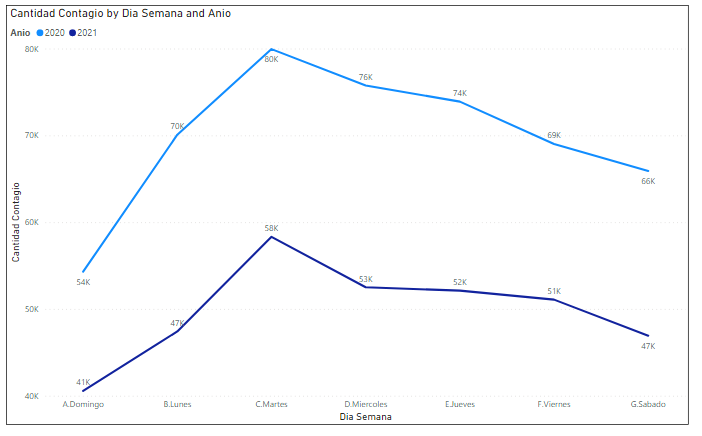 Cantidad Contagio by Dia Semana and Anio
Anio 2020 2021
80K
70K
60K
50K
40K
Cantidad Contagio
54K
70K
80K
76K
74K
69K
66K
41K
47K
58K
53K
52K
51K
47K
A.Domingo B.Lunes C.Martes D.Miercoles E.Jueves F.Viernes G.Sabado
Dia Semana